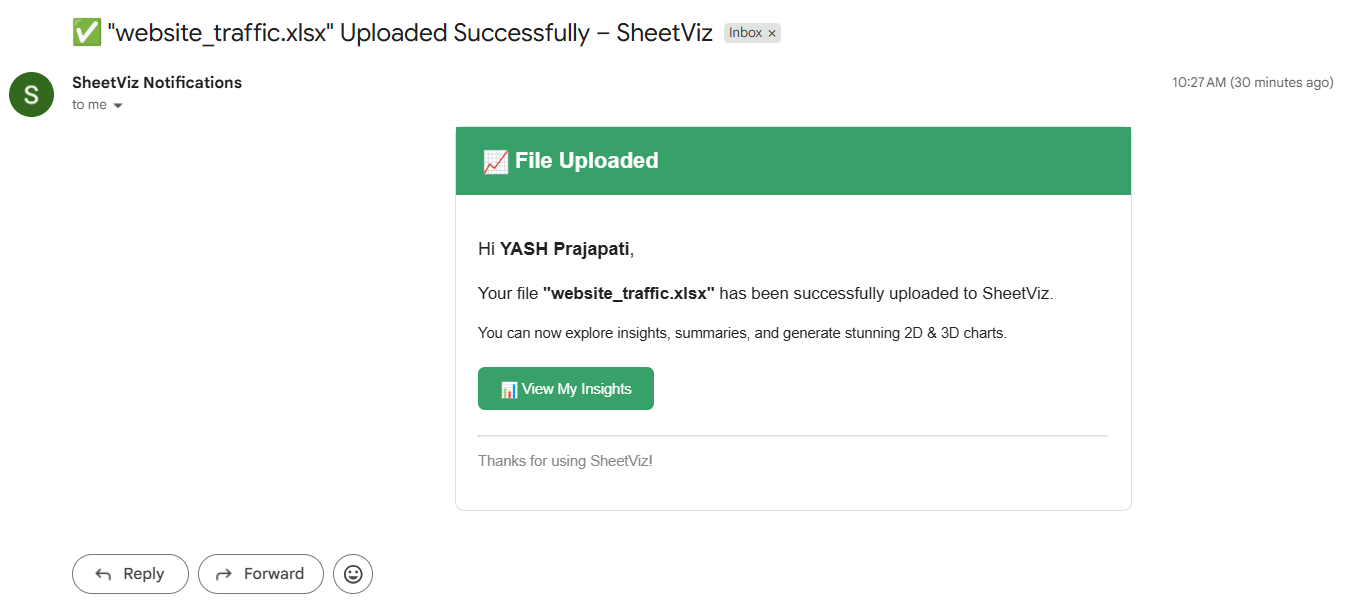 ✅ "website_traffic.xlsx" Uploaded Successfully – SheetViz Inbox ×
S
SheetViz Notifications
10:27 AM (30 minutes ago)
to me
📈 File Uploaded
Hi YASH Prajapati,
Your file "website_traffic.xlsx" has been successfully uploaded to SheetViz.
You can now explore insights, summaries, and generate stunning 2D & 3D charts.
📊 View My Insights
Thanks for using SheetViz!
Reply
Forward